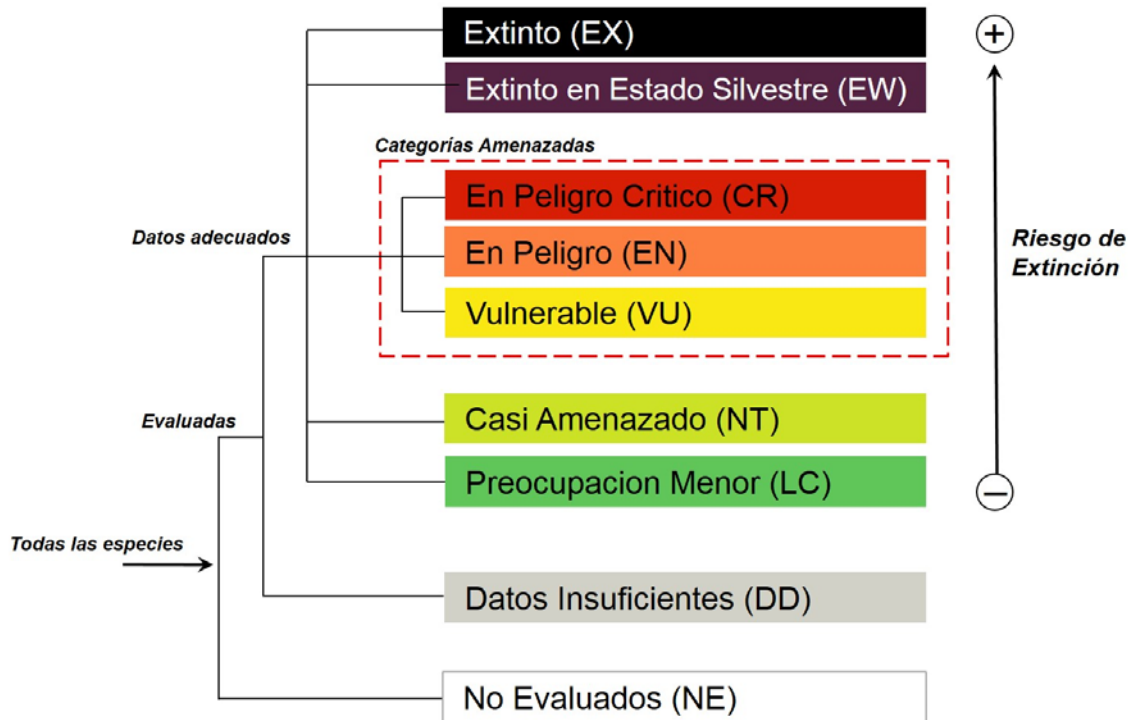 Extinto (EX)
+
Extinto en Estado Silvestre (EW)
Categorías Amenazadas
En Peligro Critico (CR)
Datos adecuados
En Peligro (EN)
Riesgo de
Extinción
Vulnerable (VU)
Evaluadas
Casi Amenazado (NT)
Preocupacion Menor (LC)
−
Todas las especies
Datos Insuficientes (DD)
No Evaluados (NE)